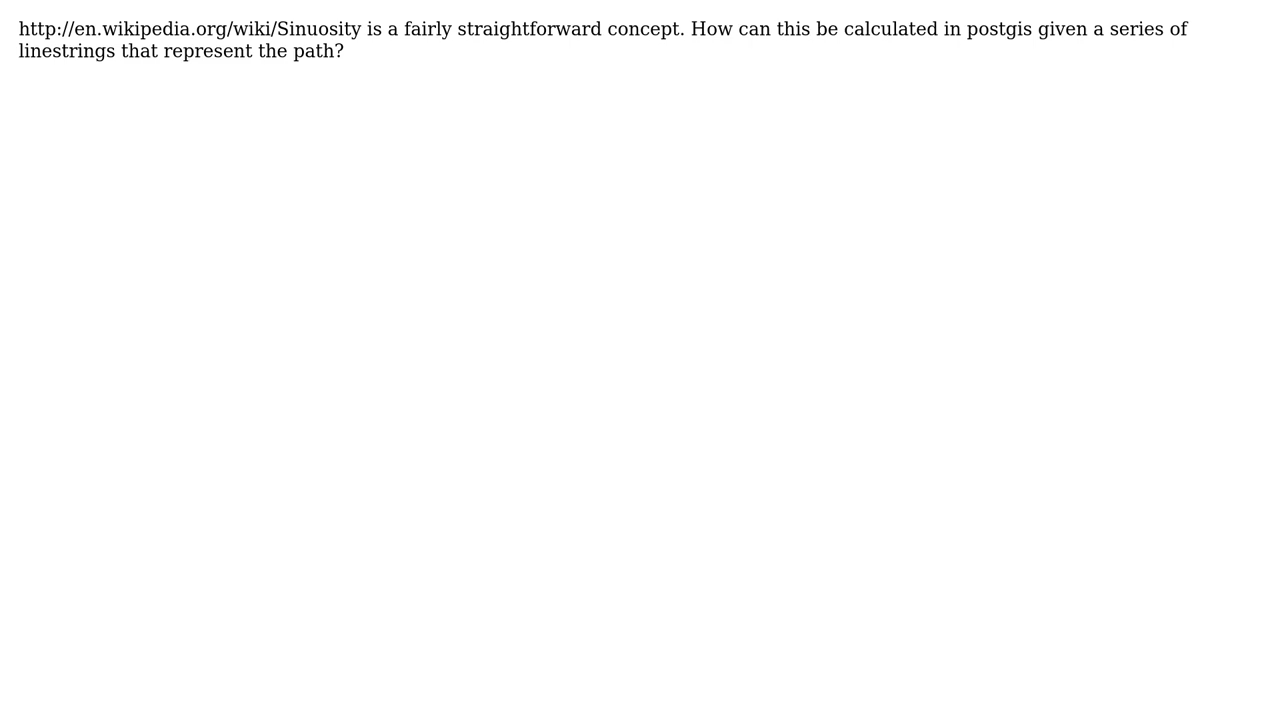 http://en.wikipedia.org/wiki/Sinuosity is a fairly straightforward concept. How can this be calculated in postgis given a series of
linestrings that represent the path?